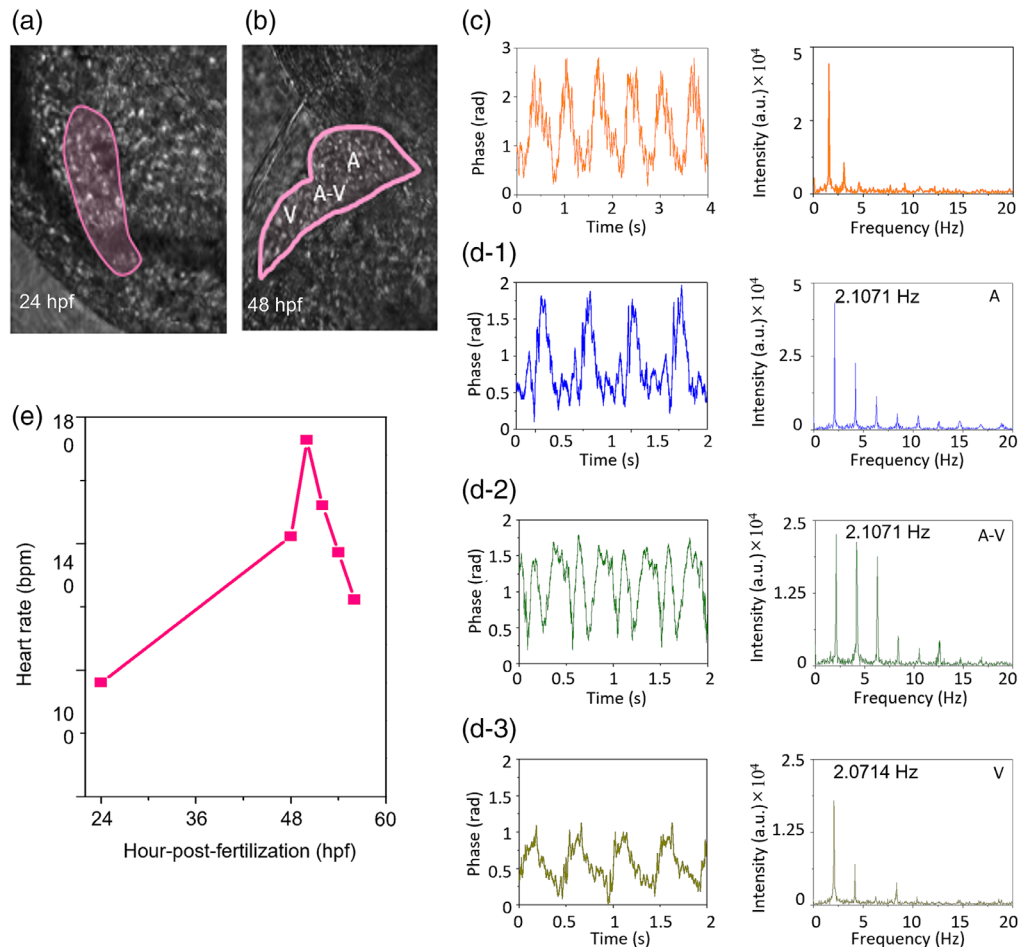 (a)
24 hpf
(b)
A
A-V
V
48 hpf
(c)
Phase (rad)
3
2
1
0
0 1 2 3 4
Time (s)
Intensity (a.u.)×10⁴
5
2
0
0 5 10 15 20
Frequency (Hz)
(d-1)
Phase (rad)
2
1.5
1
0.5
0
0 0.5 1 1.5 2
Time (s)
Intensity (a.u.)×10⁴
5
2.5
0
2.1071 Hz
A
0 5 10 15 20
Frequency (Hz)
(d-2)
Phase (rad)
2
1.5
1
0.5
0
0 0.5 1 1.5 2
Time (s)
Intensity (a.u.)×10⁴
2.5
1.25
0
2.1071 Hz
A-V
0 5 10 15 20
Frequency (Hz)
(d-3)
Phase (rad)
2
1.5
1
0.5
0
0 0.5 1 1.5 2
Time (s)
Intensity (a.u.)×10⁴
2.5
1.25
0
2.0714 Hz
V
0 5 10 15 20
Frequency (Hz)
(e)
Heart rate (bpm)
18
0
14
0
10
0
24 36 48 60
Hour-post-fertilization (hpf)